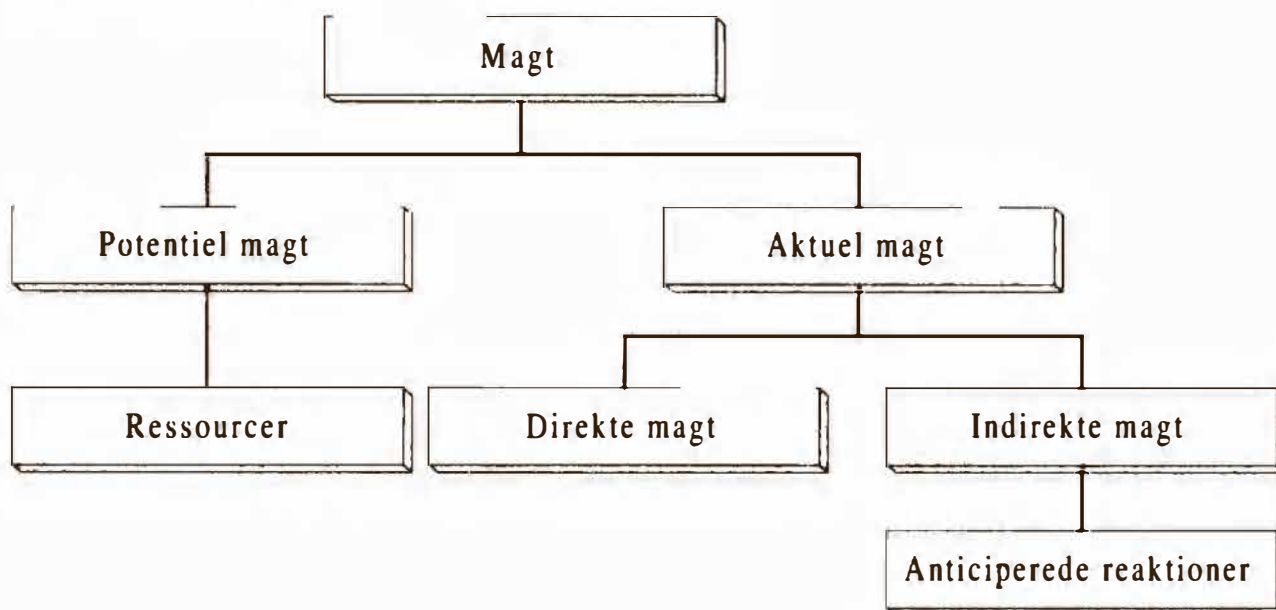 Magt
Potentiel magt
Aktuel magt
Ressourcer
Direkte magt
Indirekte magt
Anticiperede reaktioner